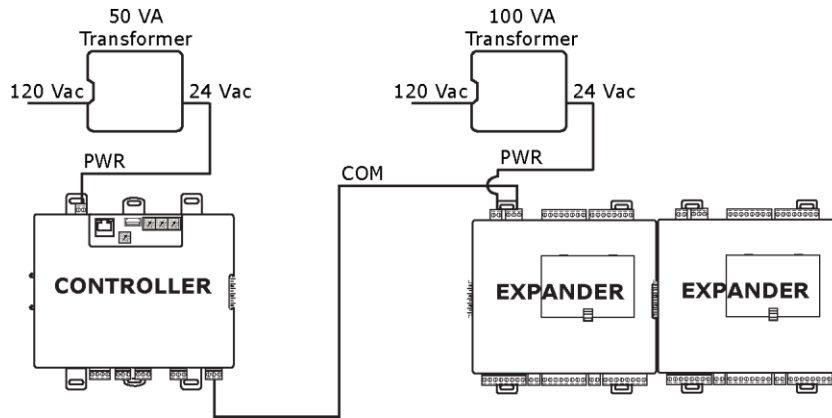 50 VA
Transformer
120 Vac
24 Vac
PWR
100 VA
Transformer
120 Vac
24 Vac
PWR
COM
CONTROLLER
EXPANDER
EXPANDER